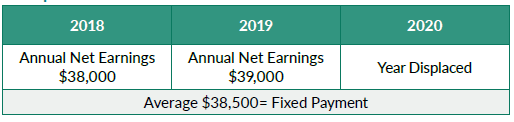 2018 2019 2020
Annual Net Earnings Annual Net Earnings Year Displaced
$38,000 $39,000
Average $38,500= Fixed Payment